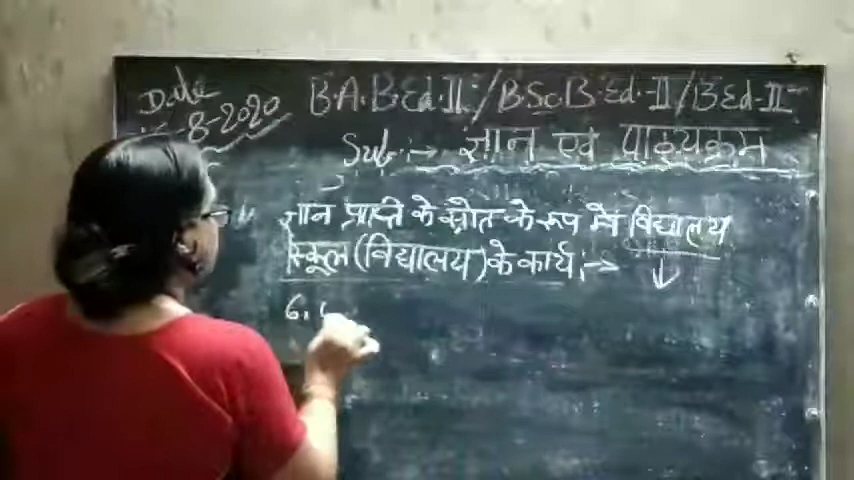 Date
-8-2020
B.A.B.Ed.II / B.Sc.B.Ed.-II / B.Ed-II
Sub :→ ज्ञान एवं पाठ्यक्रम
ज्ञान प्राप्ति के स्रोत के रूप में विद्यालय
स्कूल (विद्यालय) के कार्य :→ ↓
6.